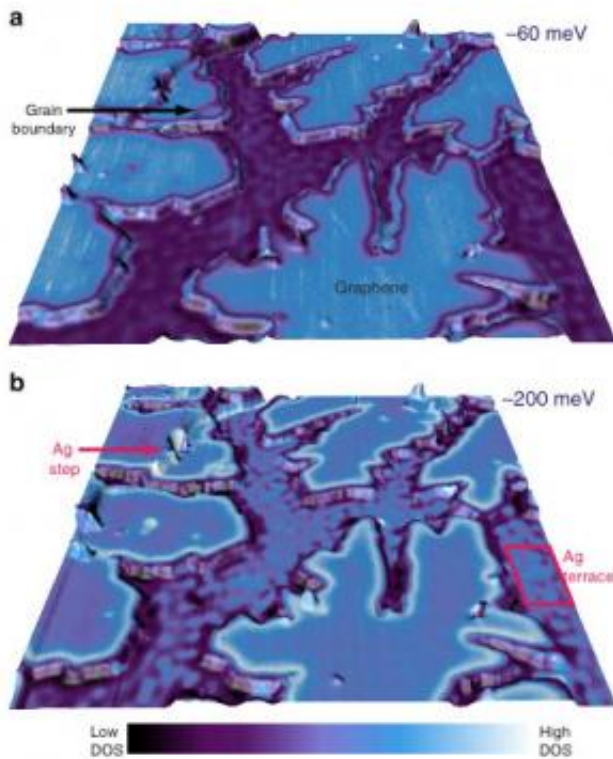 a
~60 meV
Grain
boundary
Graphene
b
~200 meV
Ag
step
Ag
terrace
Low
DOS
High
DOS